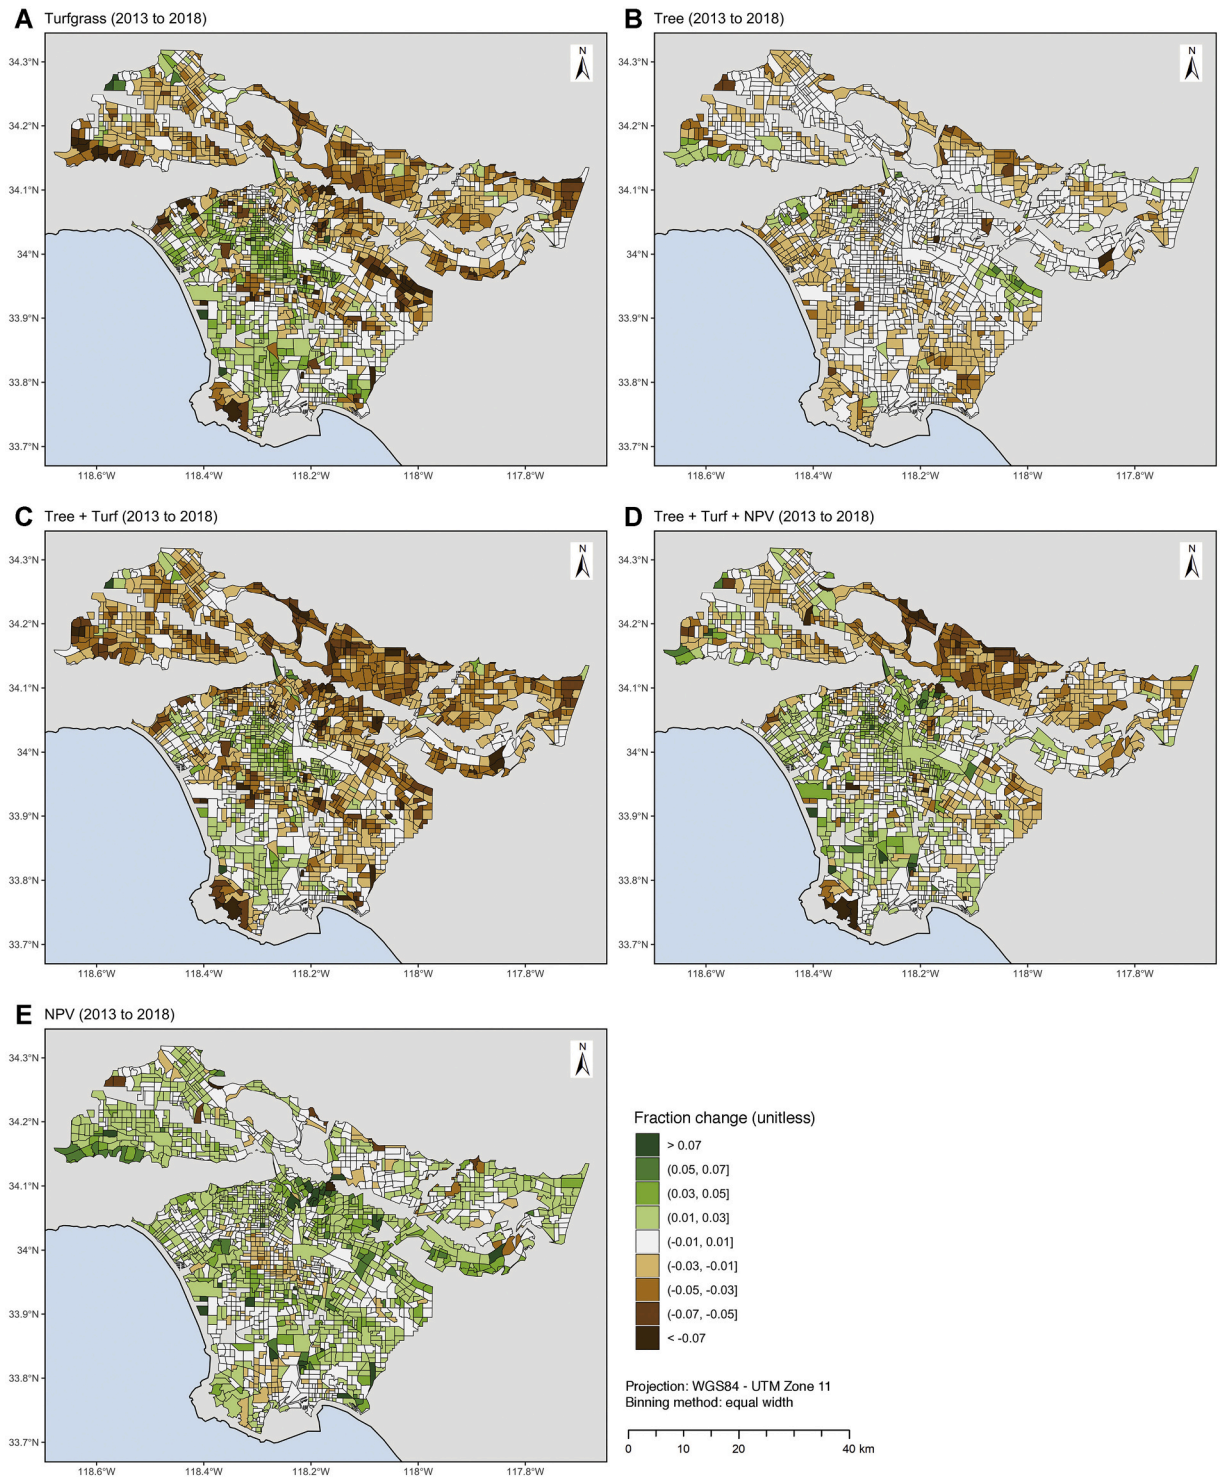 A Turfgrass (2013 to 2018)
N
34.3°N
34.2°N
34.1°N
34°N
33.9°N
33.8°N
33.7°N
118.6°W 118.4°W 118.2°W 118°W 117.8°W
B Tree (2013 to 2018)
N
34.3°N
34.2°N
34.1°N
34°N
33.9°N
33.8°N
33.7°N
118.6°W 118.4°W 118.2°W 118°W 117.8°W
C Tree + Turf (2013 to 2018)
N
34.3°N
34.2°N
34.1°N
34°N
33.9°N
33.8°N
33.7°N
118.6°W 118.4°W 118.2°W 118°W 117.8°W
D Tree + Turf + NPV (2013 to 2018)
N
34.3°N
34.2°N
34.1°N
34°N
33.9°N
33.8°N
33.7°N
118.6°W 118.4°W 118.2°W 118°W 117.8°W
E NPV (2013 to 2018)
N
34.3°N
34.2°N
34.1°N
34°N
33.9°N
33.8°N
33.7°N
118.6°W 118.4°W 118.2°W 118°W 117.8°W
Fraction change (unitless)
> 0.07
(0.05, 0.07]
(0.03, 0.05]
(0.01, 0.03]
(-0.01, 0.01]
(-0.03, -0.01]
(-0.05, -0.03]
(-0.07, -0.05]
< -0.07
Projection: WGS84 - UTM Zone 11
Binning method: equal width
0 10 20 40 km